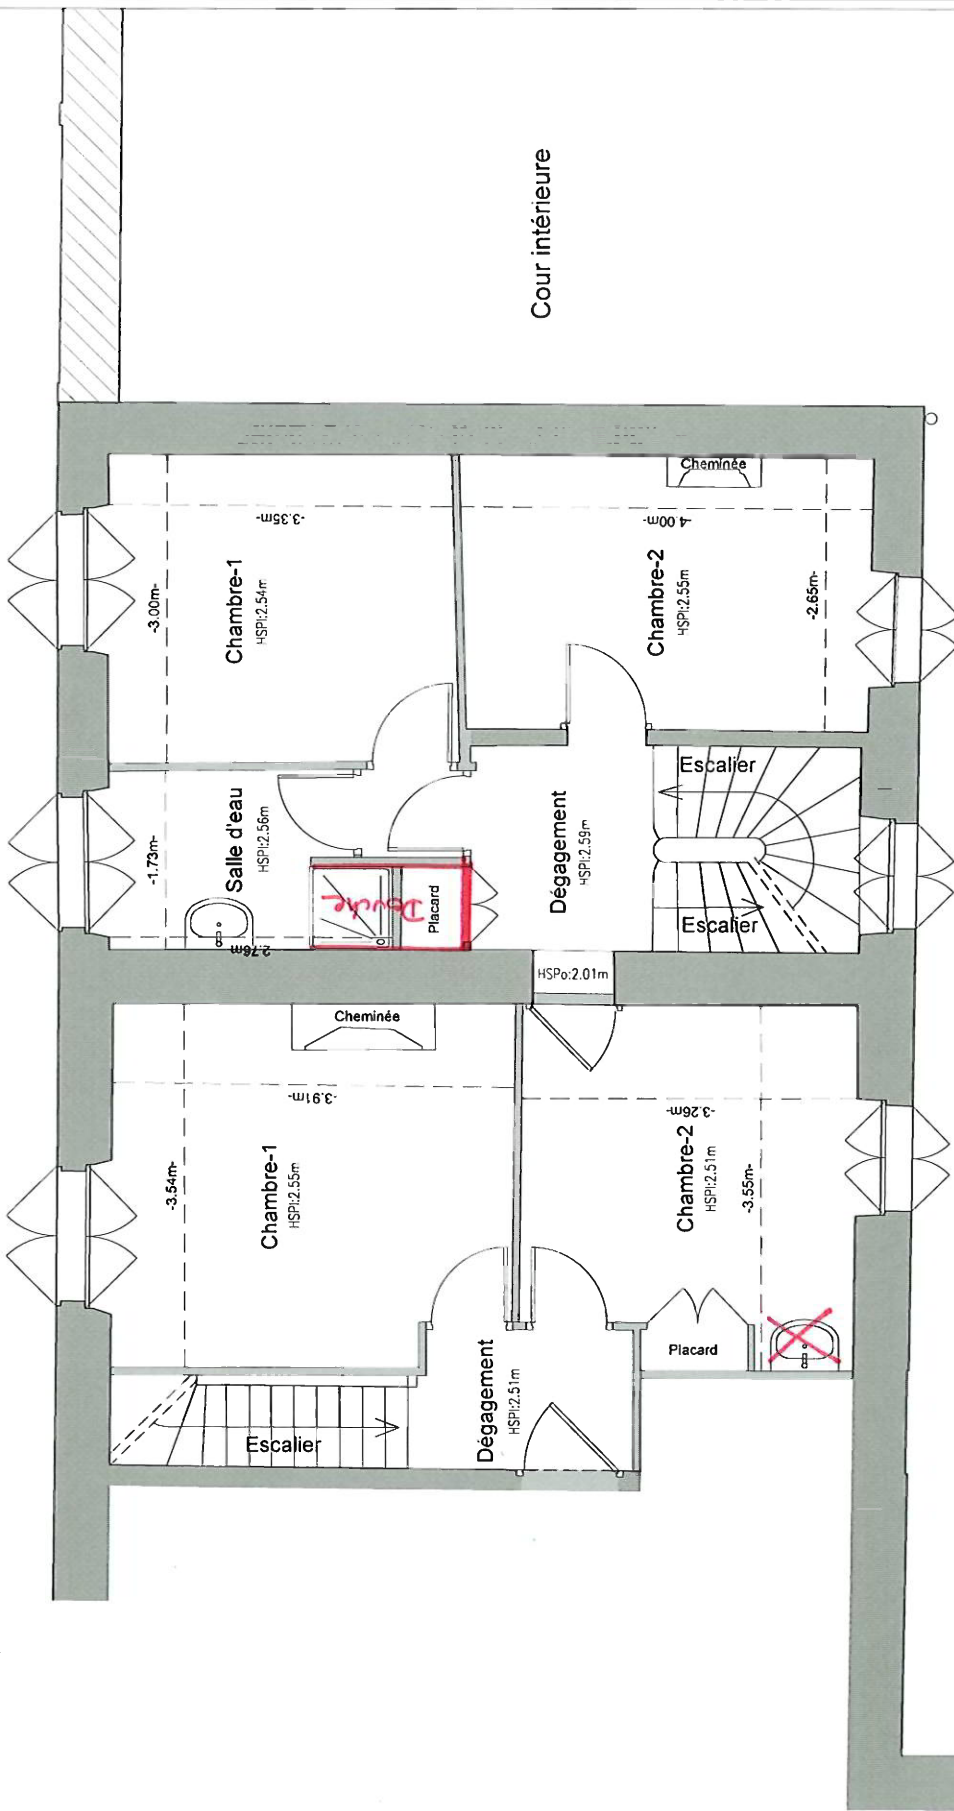 Cour intérieure
Cheminée
-3.35m-
-4.00m-
-3.00m-
Chambre-1
HSPl:2.54m
Chambre-2
HSPl:2.55m
-2.65m-
Escalier
-1.73m-
Salle d'eau
HSPl:2.56m
Dégagement
HSPl:2.59m
Douche
Placard
Escalier
2.76m
HSPo:2.01m
Cheminée
-3.91m-
-3.26m-
-3.54m-
Chambre-1
HSPl:2.55m
Chambre-2
HSPl:2.51m
-3.55m-
Placard
Dégagement
HSPl:2.51m
Escalier